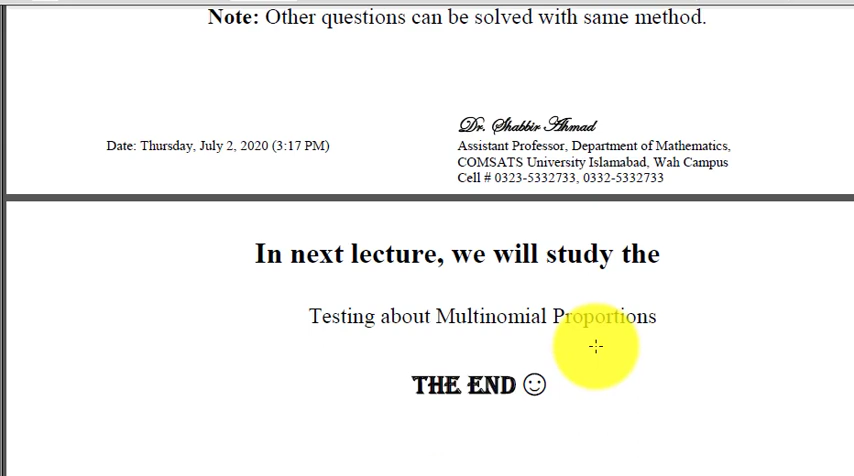 Note: Other questions can be solved with same method.
Dr. Shabbir Ahmad
Date: Thursday, July 2, 2020 (3:17 PM)
Assistant Professor, Department of Mathematics,
COMSATS University Islamabad, Wah Campus
Cell # 0323-5332733, 0332-5332733
In next lecture, we will study the
Testing about Multinomial Proportions
THE END ☺